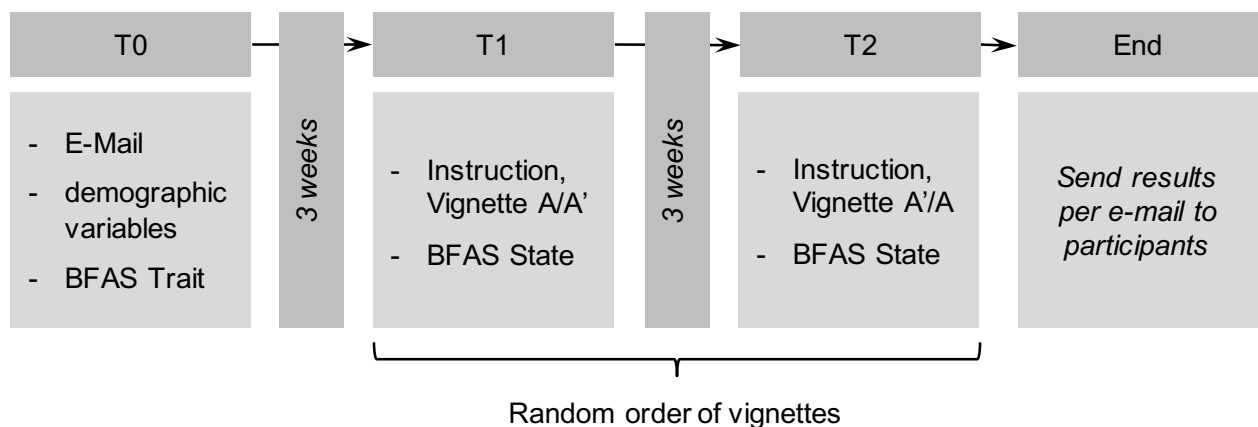 T0
- E-Mail
- demographic
variables
- BFAS Trait
3 weeks
T1
- Instruction,
Vignette A/A’
- BFAS State
3 weeks
T2
- Instruction,
Vignette A’/A
- BFAS State
End
Send results
per e-mail to
participants
Random order of vignettes